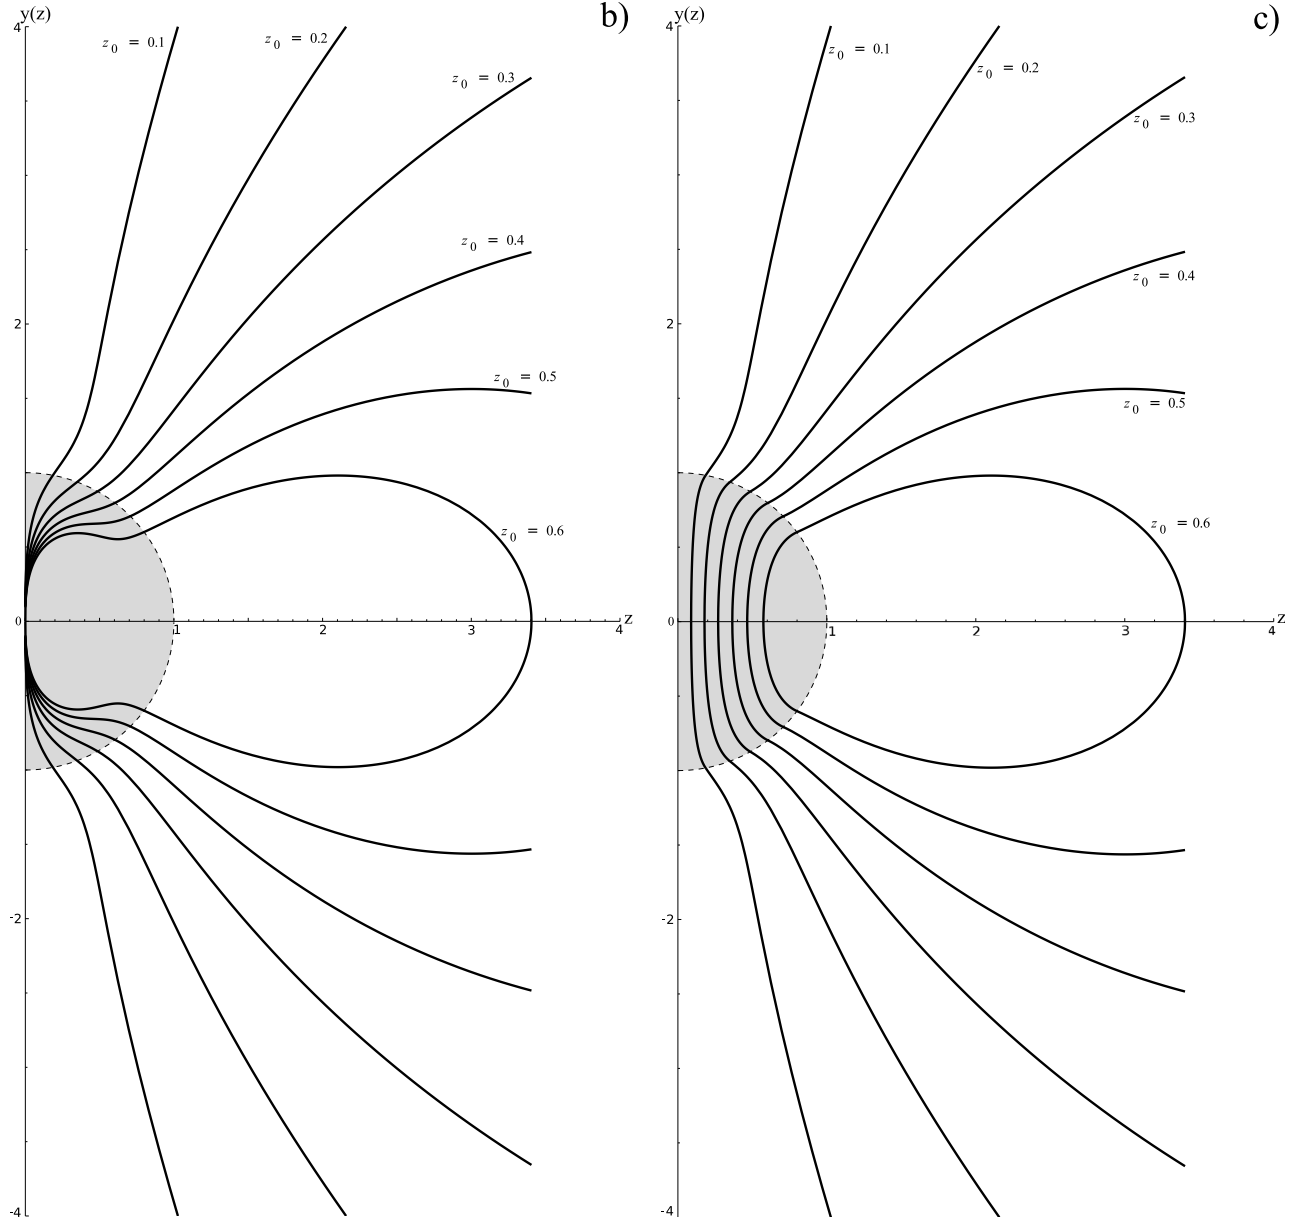 y(z)
b)
4
z0 = 0.1
z0 = 0.2
z0 = 0.3
z0 = 0.4
2
z0 = 0.5
z0 = 0.6
0
1
2
3
4
z
-2
-4
y(z)
c)
4
z0 = 0.1
z0 = 0.2
z0 = 0.3
z0 = 0.4
2
z0 = 0.5
z0 = 0.6
0
1
2
3
4
z
-2
-4